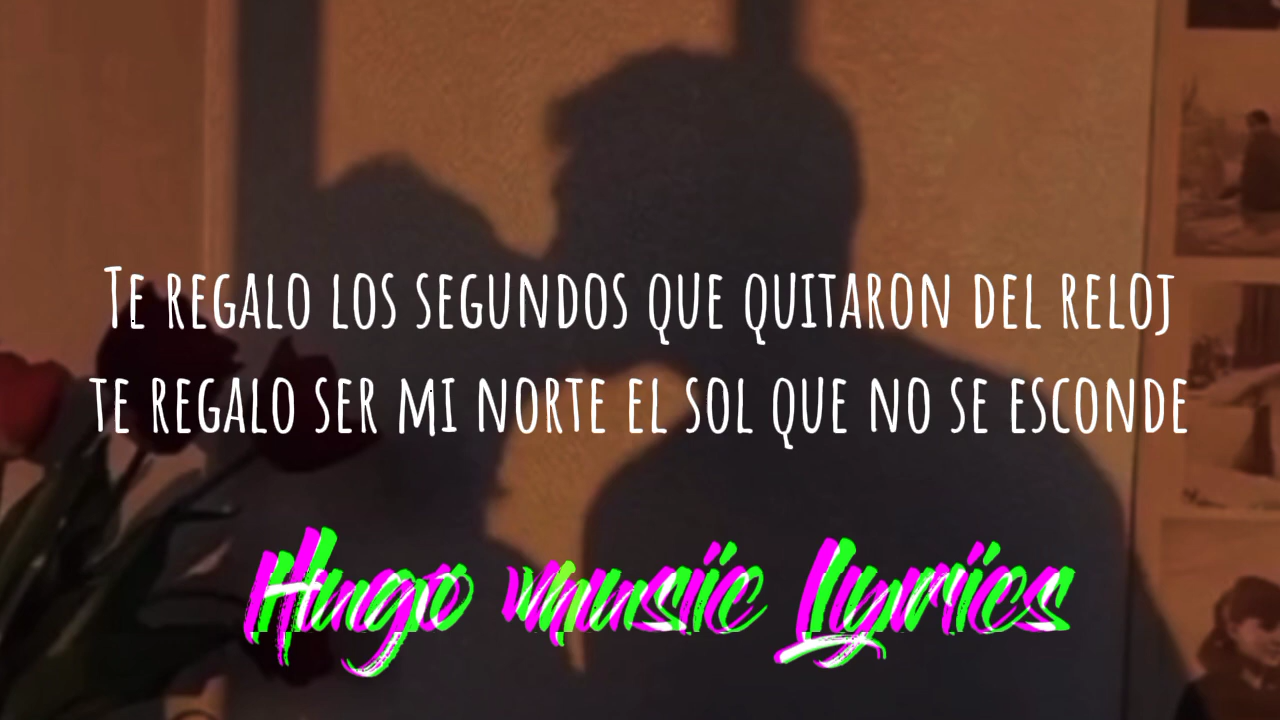 Te regalo los segundos que quitaron del reloj
te regalo ser mi norte el sol que no se esconde
Hugo music Lyrics